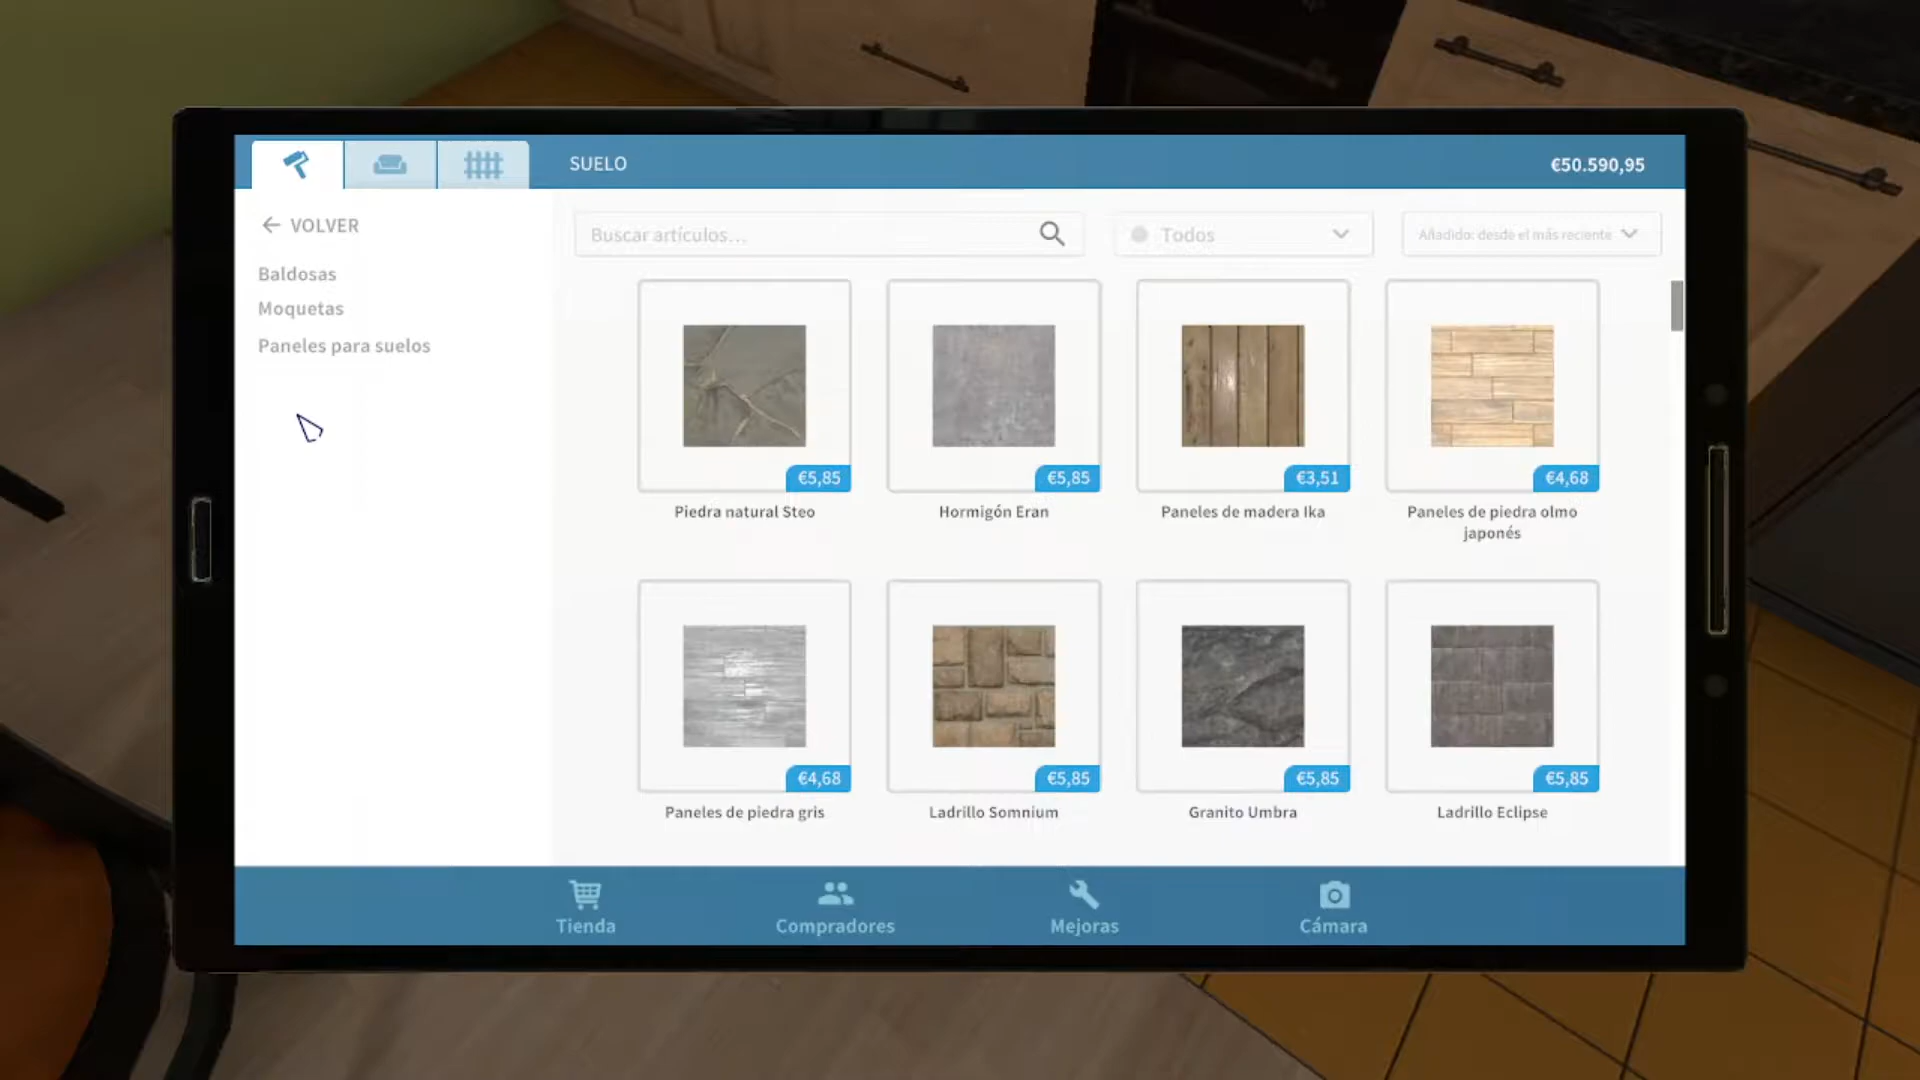 SUELO
€50.590,95
VOLVER
Baldosas
Moquetas
Paneles para suelos
Buscar artículos...
Todos
Añadido: desde el más reciente
€5,85
€5,85
€3,51
€4,68
Piedra natural Steo
Hormigón Eran
Paneles de madera Ika
Paneles de piedra olmo
japonés
€4,68
€5,85
€5,85
€5,85
Paneles de piedra gris
Ladrillo Somnium
Granito Umbra
Ladrillo Eclipse
Tienda
Compradores
Mejoras
Cámara